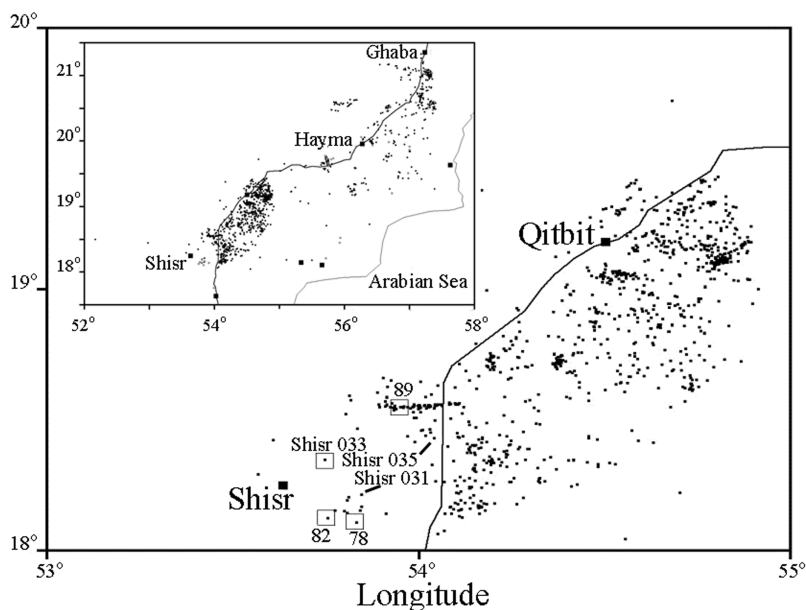 20°
Ghaba
21°
20°
Hayma
19°
Qitbit
Shisr
18°
Arabian Sea
19°
52°
54°
56°
58°
89
Shisr 033
Shisr 035
Shisr 031
Shisr
82
78
18°
53°
54°
55°
Longitude